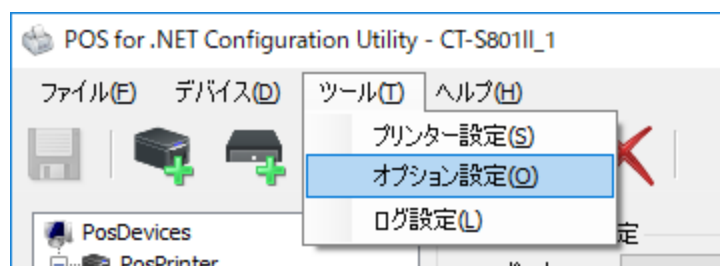 POS for .NET Configuration Utility - CT-S801II_1
ファイル(F) デバイス(D) ツール(T) ヘルプ(H)
プリンター設定(S)
オプション設定(O)
ログ設定(L)
PosDevices
定
PosPrinter